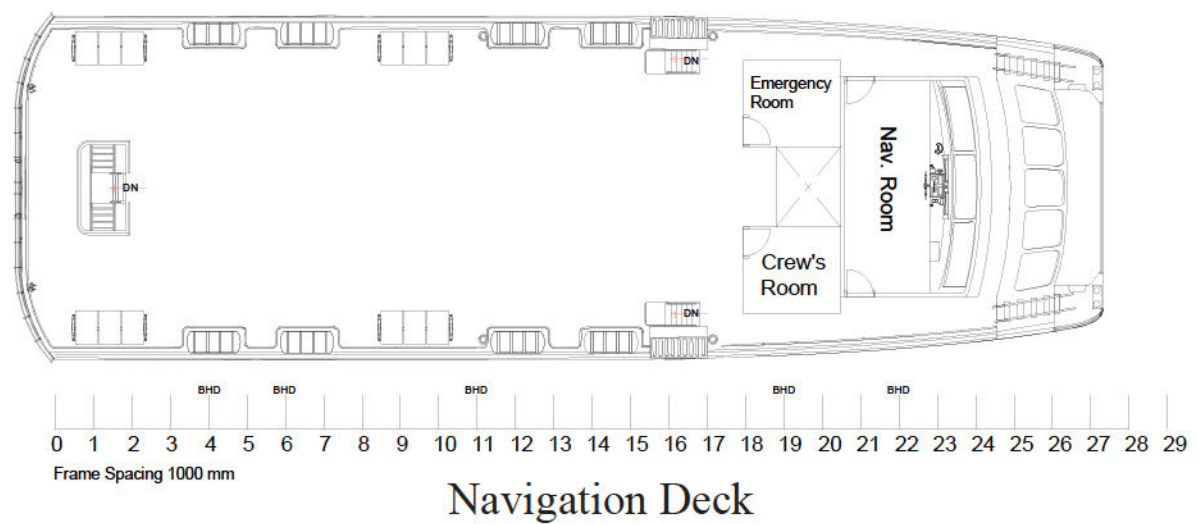 DN
Emergency
Room
DN
Nav. Room
Crew's
Room
DN
BHD BHD BHD BHD BHD
0 1 2 3 4 5 6 7 8 9 10 11 12 13 14 15 16 17 18 19 20 21 22 23 24 25 26 27 28 29
Frame Spacing 1000 mm
Navigation Deck